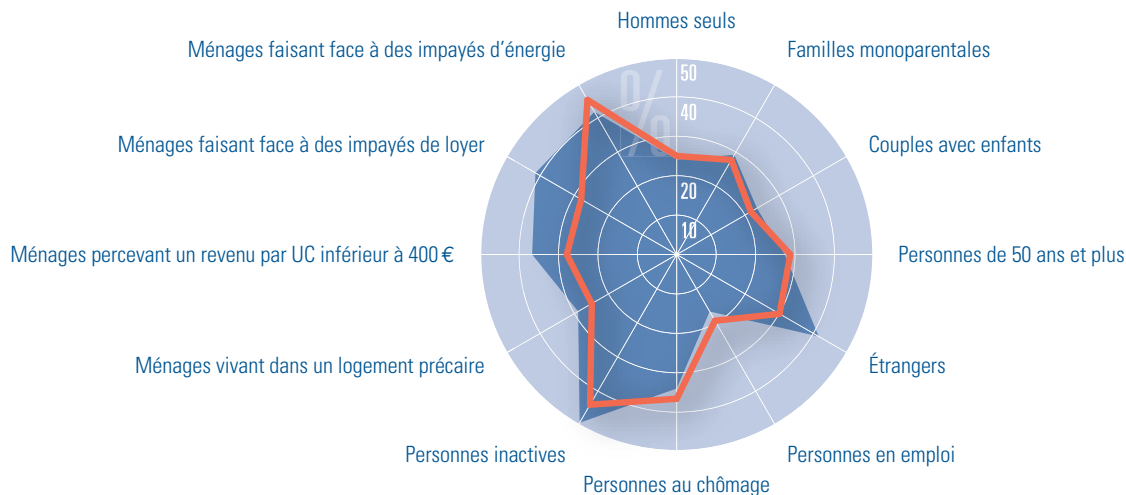 Hommes seuls
Ménages faisant face à des impayés d’énergie
Familles monoparentales
%
50
%
40
Ménages faisant face à des impayés de loyer
Couples avec enfants
20
10
Ménages percevant un revenu par UC inférieur à 400 €
Personnes de 50 ans et plus
Ménages vivant dans un logement précaire
Étrangers
Personnes inactives
Personnes en emploi
Personnes au chômage